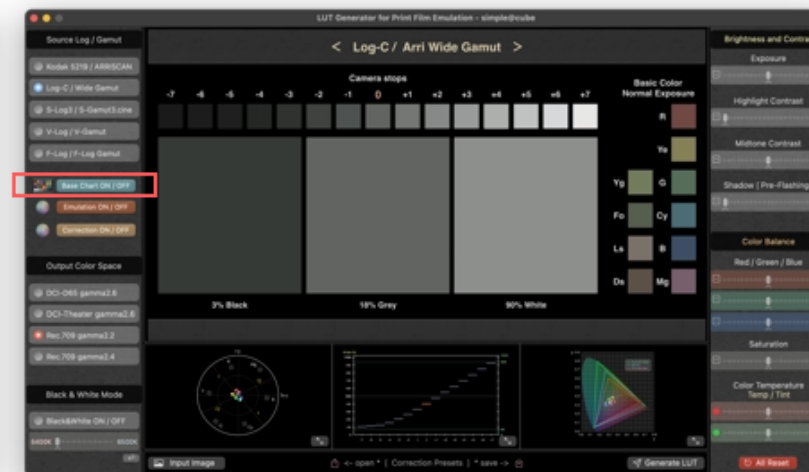 LUT Generator for Print Film Emulation - simple@cube
Source Log / Gamut
Kodak 5219 / ARRISCAN
Log-C / Wide Gamut
S-Log3 / S-Gamut3.cine
V-Log / V-Gamut
F-Log / F-Log Gamut
Base Chart ON / OFF
Emulation ON / OFF
Correction ON / OFF
Output Color Space
DCI-D65 gamma2.6
DCI-Theater gamma2.6
Rec.709 gamma2.2
Rec.709 gamma2.4
Black & White Mode
Black&White ON / OFF
6400K 6500K
< Log-C / Arri Wide Gamut >
Camera stops
-7 -6 -5 -4 -3 -2 -1 0 +1 +2 +3 +4 +5 +6 +7
Basic Color
Normal Exposure
R
Ye
Yg G
Fo Cy
Ls B
Ds Mg
3% Black 18% Grey 90% White
Input Image
<- open * [ Correction Presets ] * save ->
Generate LUT
Brightness and Contra
Exposure
Highlight Contrast
Midtone Contrast
Shadow [ Pre-Flashing
Color Balance
Red / Green / Blue
Saturation
Color Temperature
Temp / Tint
All Reset